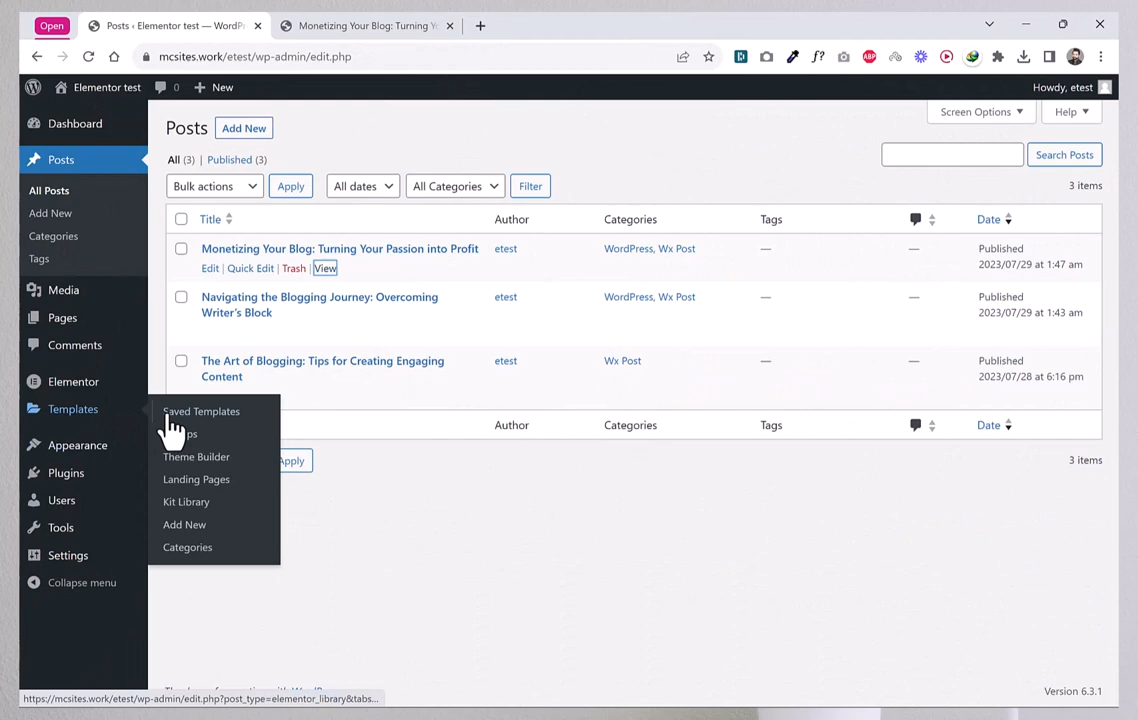 Open
Posts ‹ Elementor test — WordPr
Monetizing Your Blog: Turning Y
mcsites.work/etest/wp-admin/edit.php
f?
ABP
Elementor test
0
New
Howdy, etest
Dashboard
Posts
All Posts
Add New
Categories
Tags
Media
Pages
Comments
Elementor
Templates
Appearance
Plugins
Users
Tools
Settings
Collapse menu
Saved Templates
Theme Builder
Landing Pages
Kit Library
Add New
Categories
Posts
Add New
Screen Options
Help
All (3) | Published (3)
Search Posts
Bulk actions
Apply
All dates
All Categories
Filter
3 items
Title
Author
Categories
Tags
Date
Monetizing Your Blog: Turning Your Passion into Profit
Edit | Quick Edit | Trash | View
etest
WordPress, Wx Post
—
—
Published
2023/07/29 at 1:47 am
Navigating the Blogging Journey: Overcoming
Writer's Block
etest
WordPress, Wx Post
—
—
Published
2023/07/29 at 1:43 am
The Art of Blogging: Tips for Creating Engaging
Content
etest
Wx Post
—
—
Published
2023/07/28 at 6:16 pm
Author
Categories
Tags
Date
Apply
3 items
Version 6.3.1
https://mcsites.work/etest/wp-admin/edit.php?post_type=elementor_library&tabs...